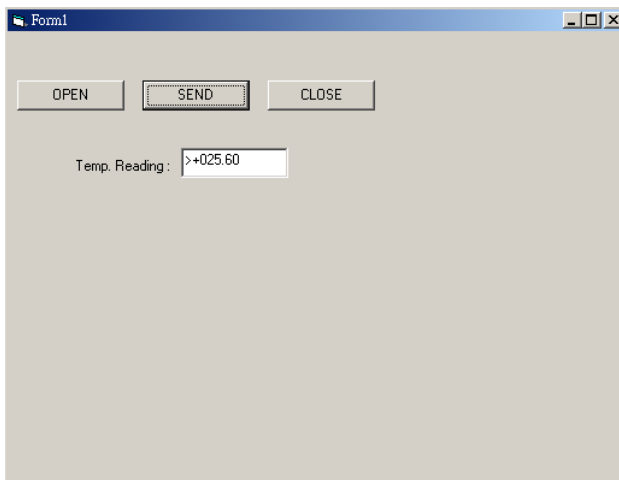 Form1
OPEN SEND CLOSE
Temp. Reading : >+025.60